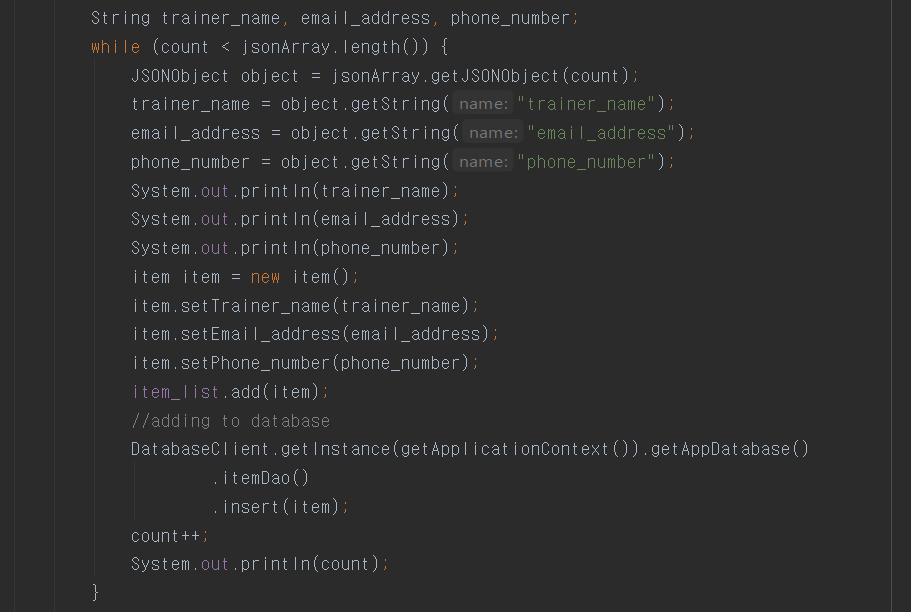 String trainer_name, email_address, phone_number;
while (count < jsonArray.length()) {
JSONObject object = jsonArray.getJSONObject(count);
trainer_name = object.getString( name: "trainer_name");
email_address = object.getString( name: "email_address");
phone_number = object.getString( name: "phone_number");
System.out.println(trainer_name);
System.out.println(email_address);
System.out.println(phone_number);
item item = new item();
item.setTrainer_name(trainer_name);
item.setEmail_address(email_address);
item.setPhone_number(phone_number);
item_list.add(item);
//adding to database
DatabaseClient.getInstance(getApplicationContext()).getAppDatabase()
.itemDao()
.insert(item);
count++;
System.out.println(count);
}